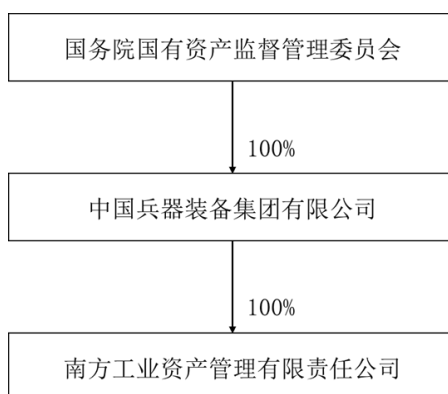 国务院国有资产监督管理委员会
100%
中国兵器装备集团有限公司
100%
南方工业资产管理有限责任公司